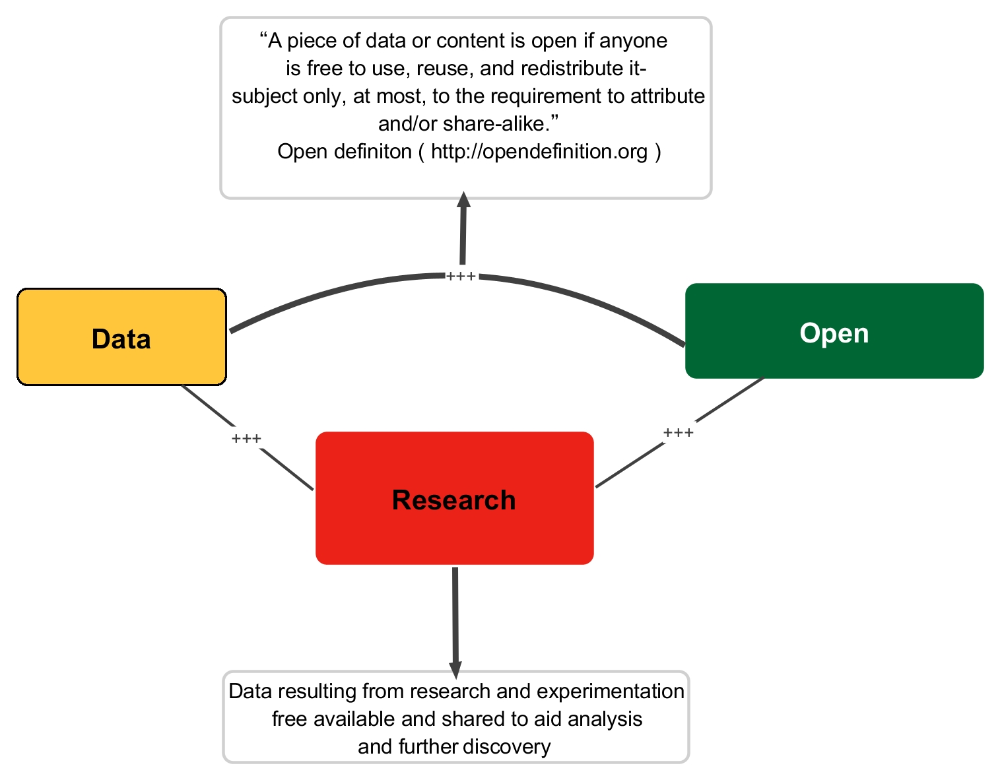 “A piece of data or content is open if anyone
is free to use, reuse, and redistribute it-
subject only, at most, to the requirement to attribute
and/or share-alike.”
Open definiton ( http://opendefinition.org )
+++
Data
Open
+++
+++
Research
Data resulting from research and experimentation
free available and shared to aid analysis
and further discovery